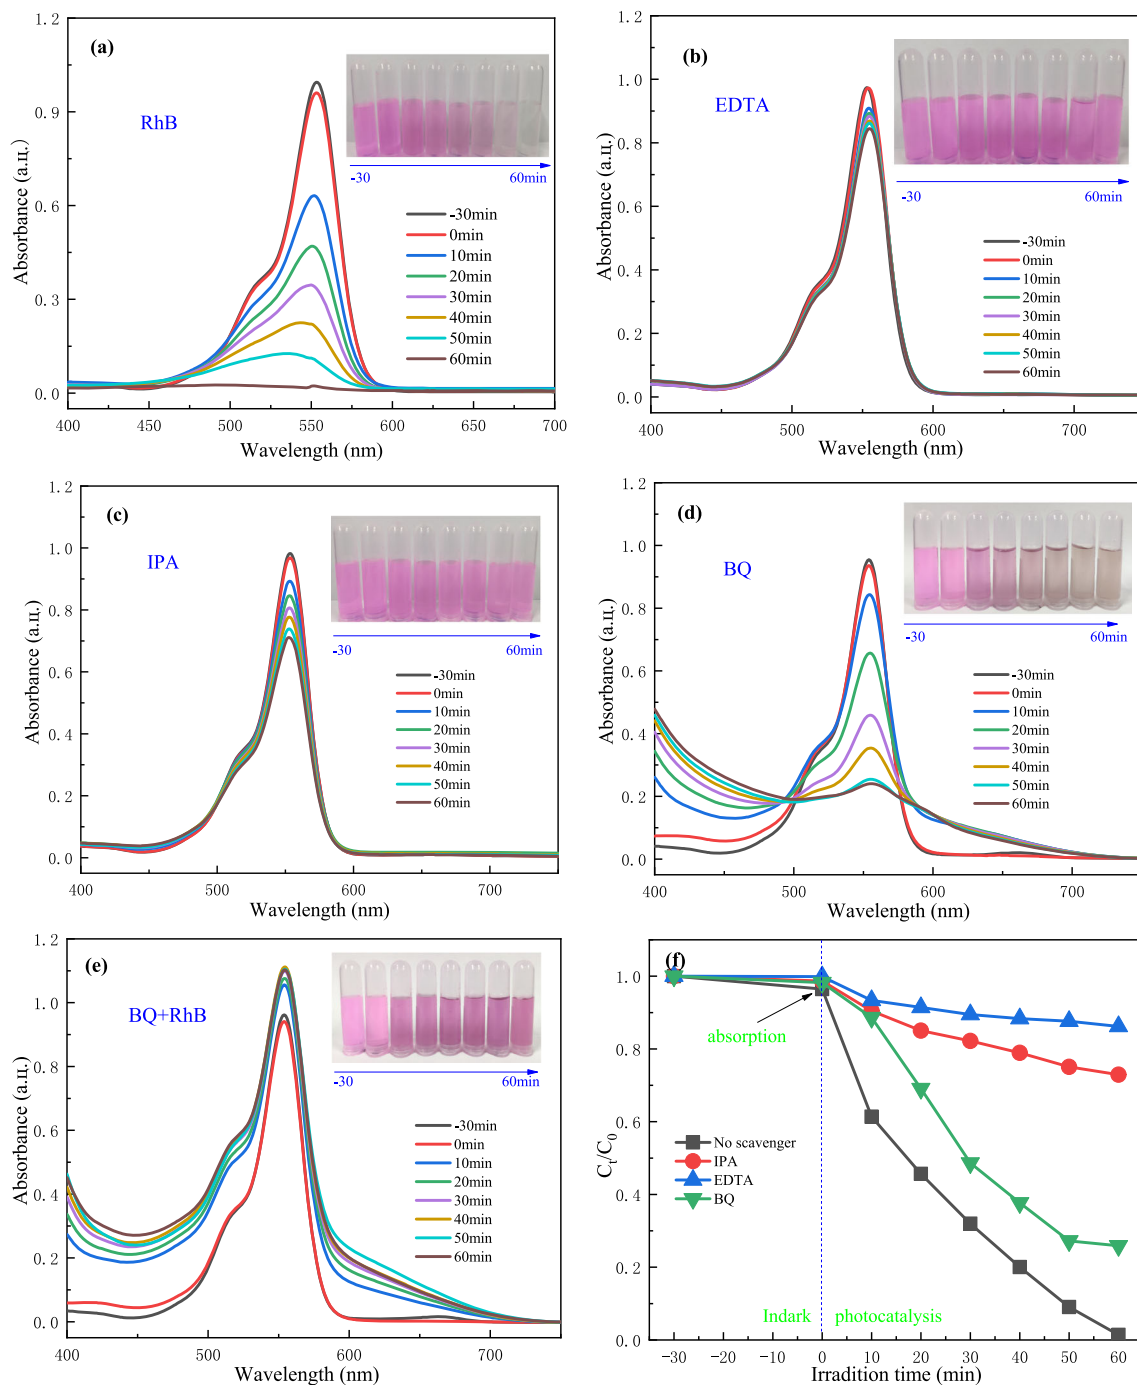 (a)
RhB
-30
60min
-30min
0min
10min
20min
30min
40min
50min
60min
Absorbance (a.u.)
1.2
0.9
0.6
0.3
0.0
400 450 500 550 600 650 700
Wavelength (nm)
(b)
EDTA
-30
60min
-30min
0min
10min
20min
30min
40min
50min
60min
Absorbance (a.u.)
1.2
1.0
0.8
0.6
0.4
0.2
0.0
400 500 600 700
Wavelength (nm)
(c)
IPA
-30
60min
-30min
0min
10min
20min
30min
40min
50min
60min
Absorbance (a.u.)
1.2
1.0
0.8
0.6
0.4
0.2
0.0
400 500 600 700
Wavelength (nm)
(d)
BQ
-30
60min
-30min
0min
10min
20min
30min
40min
50min
60min
Absorbance (a.u.)
1.2
1.0
0.8
0.6
0.4
0.2
0.0
400 500 600 700
Wavelength (nm)
(e)
BQ+RhB
-30
60min
-30min
0min
10min
20min
30min
40min
50min
60min
Absorbance (a.u.)
1.2
1.0
0.8
0.6
0.4
0.2
0.0
400 500 600 700
Wavelength (nm)
(f)
absorption
No scavenger
IPA
EDTA
BQ
Indark photocatalysis
Ct/C0
1.0
0.8
0.6
0.4
0.2
0.0
-30 -20 -10 0 10 20 30 40 50 60
Irradition time (min)